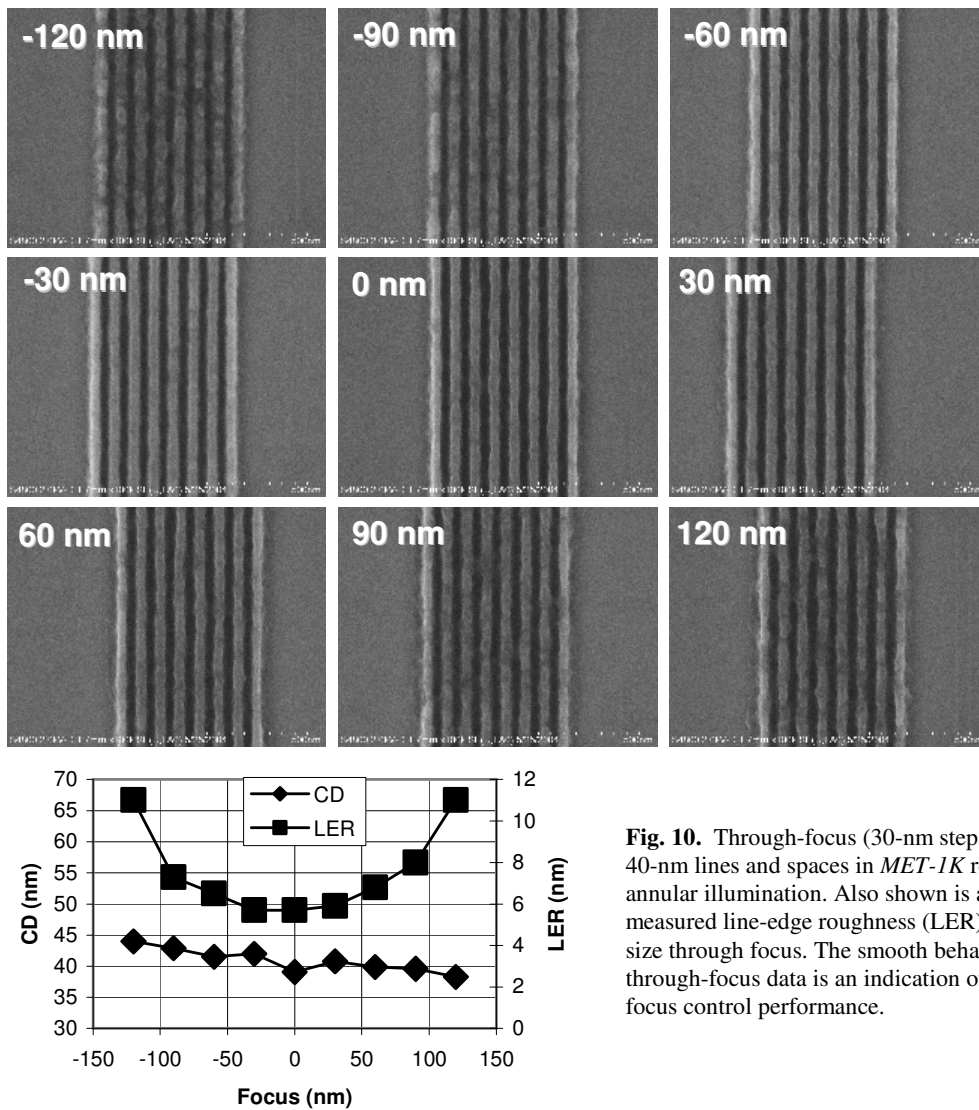 -120 nm
-90 nm
-60 nm
-30 nm
0 nm
30 nm
60 nm
90 nm
120 nm
70
65
60
55
50
45
40
35
30
CD (nm)
CD
LER
12
10
8
6
4
2
0
LER (nm)
-150 -100 -50 0 50 100 150
Focus (nm)
Fig. 10. Through-focus (30-nm step
40-nm lines and spaces in MET-1K r
annular illumination. Also shown is a
measured line-edge roughness (LER)
size through focus. The smooth beha
through-focus data is an indication o
focus control performance.